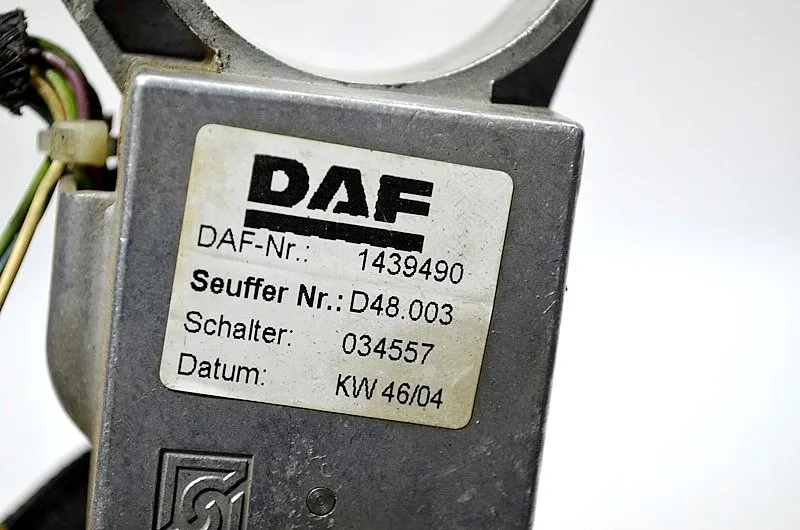 DAF
DAF-Nr.: 1439490
Seuffer Nr.: D48.003
Schalter: 034557
Datum: KW 46/04